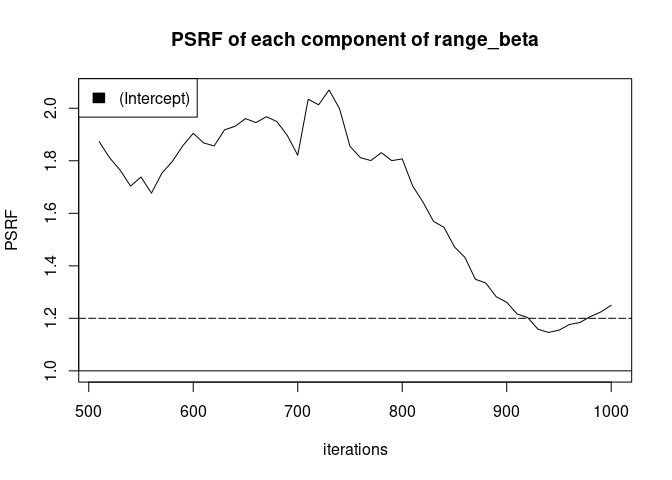 PSRF of each component of range_beta
(Intercept)
PSRF
2.0
1.8
1.6
1.4
1.2
1.0
500 600 700 800 900 1000
iterations